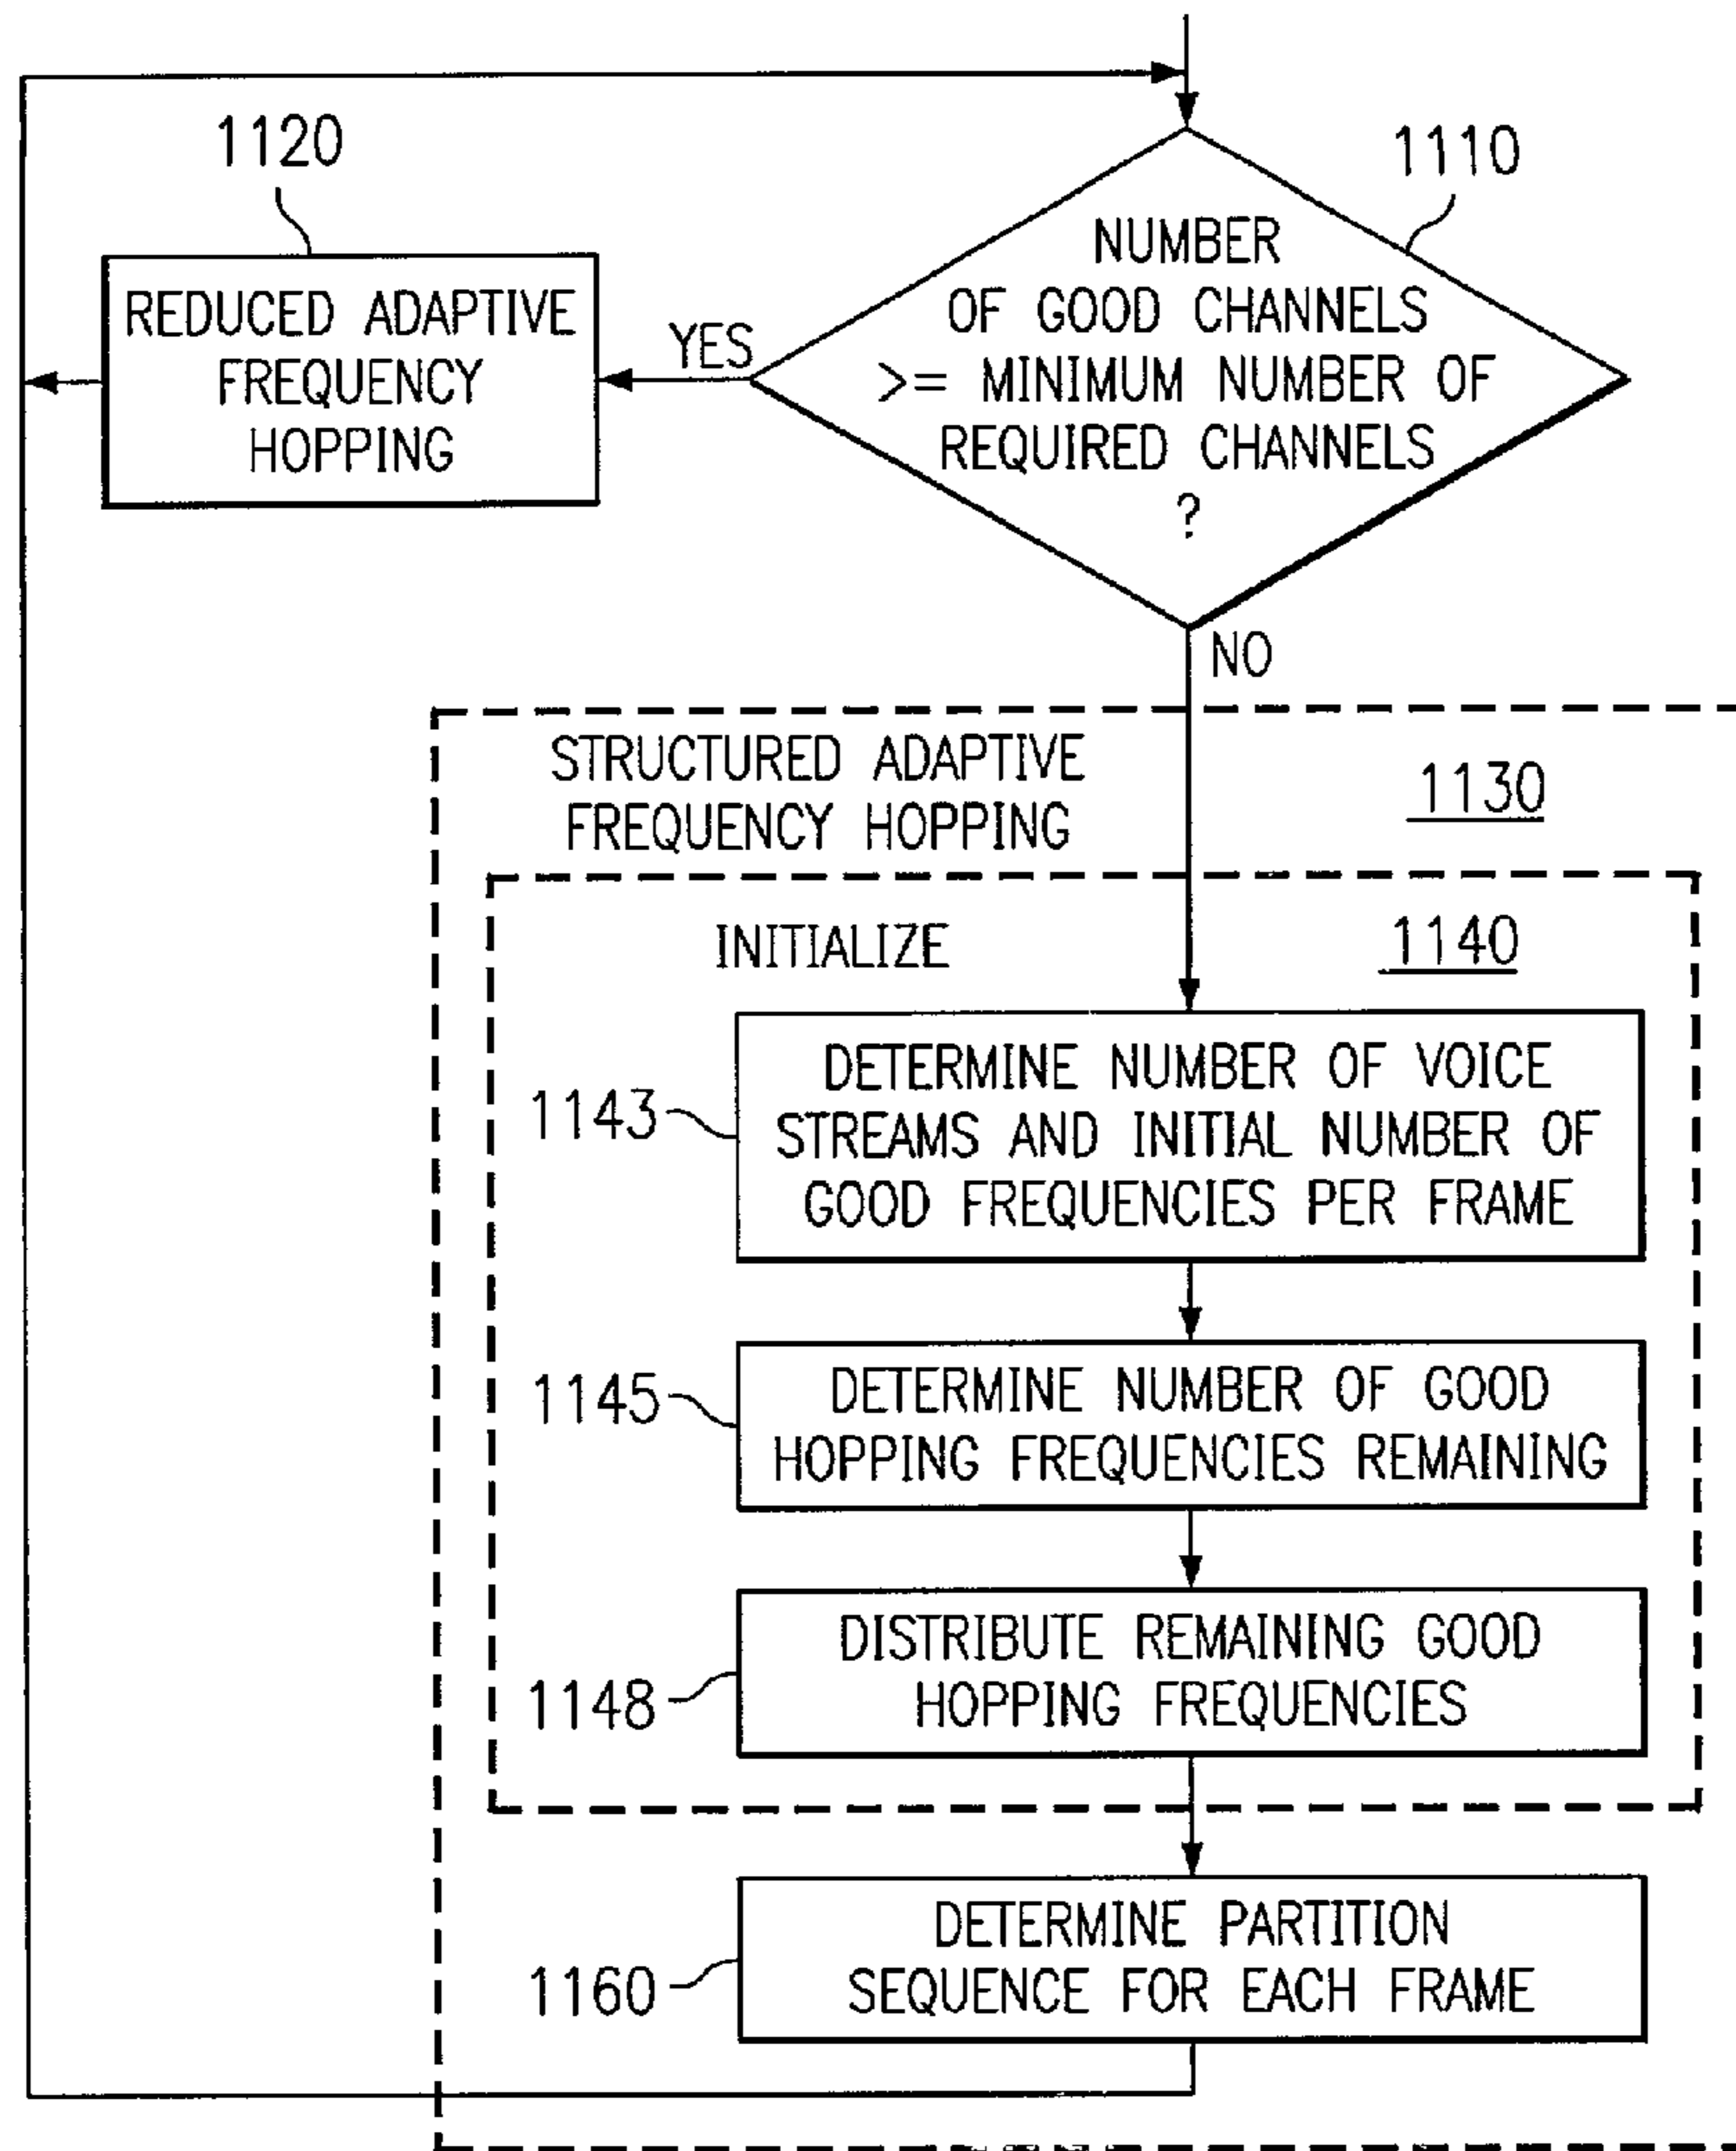 1120
1110
REDUCED ADAPTIVE
FREQUENCY
HOPPING
YES
NUMBER
OF GOOD CHANNELS
>= MINIMUM NUMBER OF
REQUIRED CHANNELS
?
NO
STRUCTURED ADAPTIVE
FREQUENCY HOPPING
1130
INITIALIZE
1140
1143
DETERMINE NUMBER OF VOICE
STREAMS AND INITIAL NUMBER OF
GOOD FREQUENCIES PER FRAME
1145
DETERMINE NUMBER OF GOOD
HOPPING FREQUENCIES REMAINING
1148
DISTRIBUTE REMAINING GOOD
HOPPING FREQUENCIES
1160
DETERMINE PARTITION
SEQUENCE FOR EACH FRAME